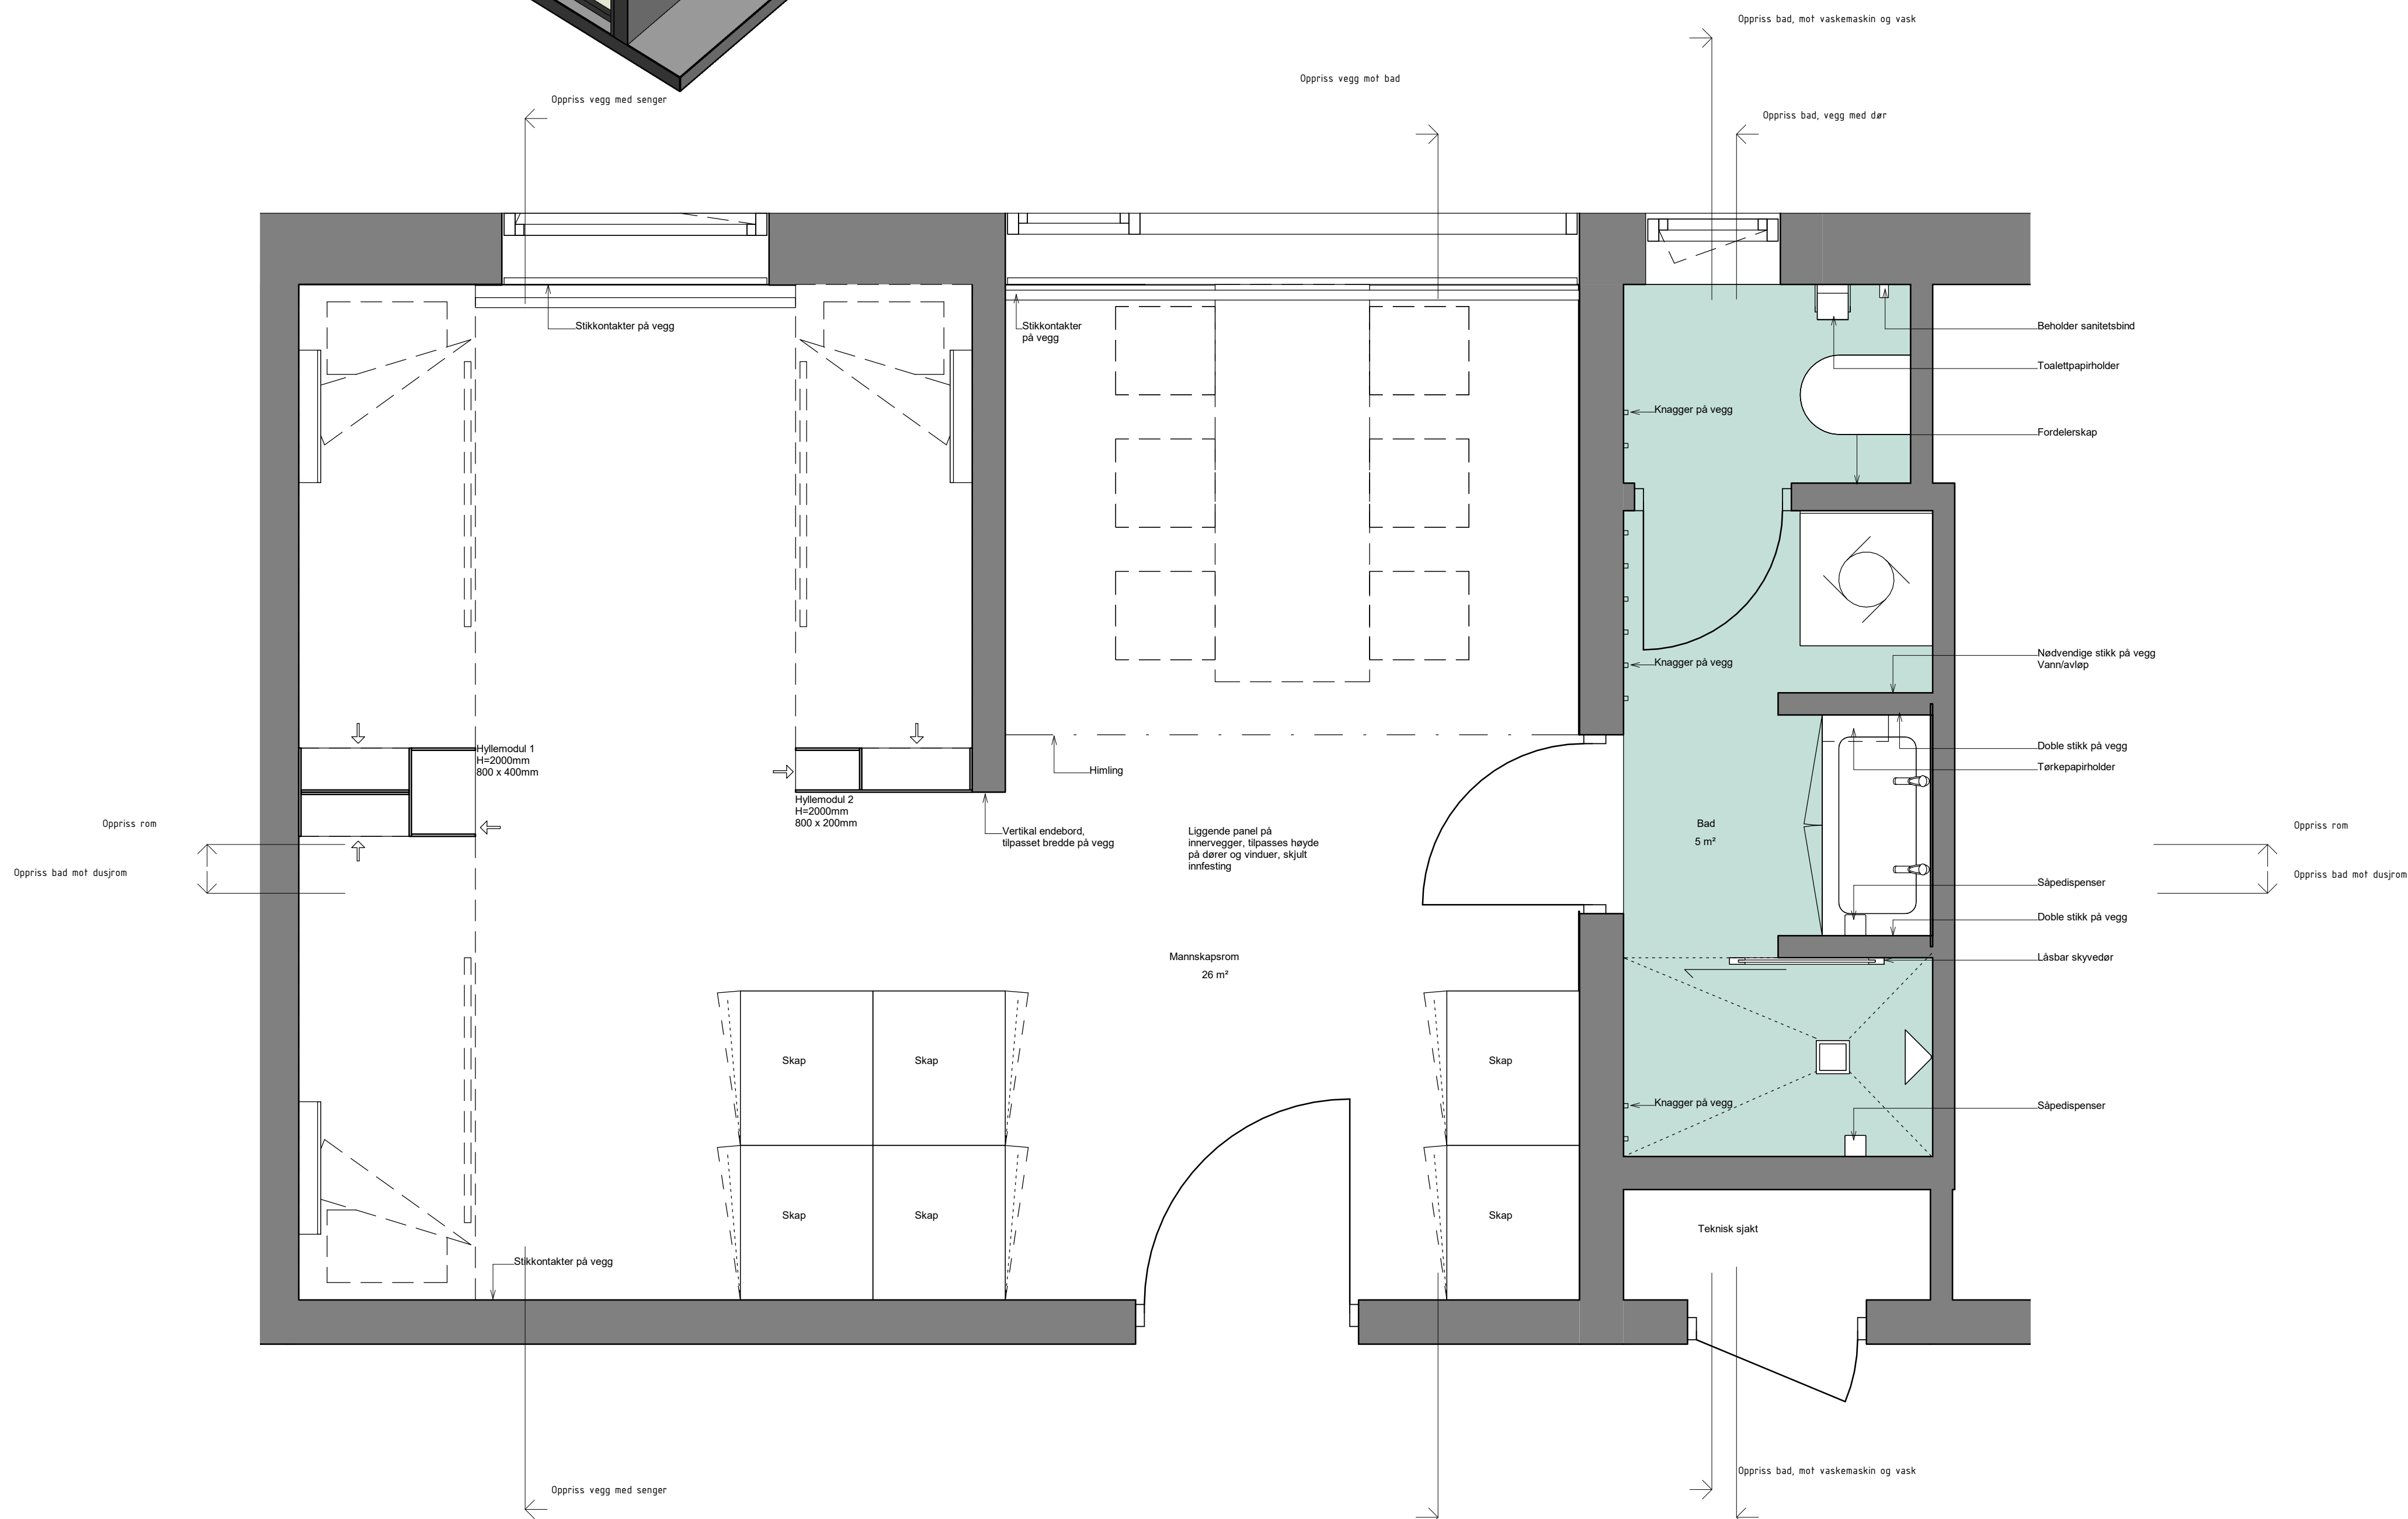 Oppriss bad, mot vaskemaskin og vask
Oppriss vegg mot bad
Oppriss vegg med senger
Oppriss bad, vegg med dør
Stikkontakter på vegg
Stikkontakter
på vegg
Beholder sanitetsbind
Toalettpapirholder
Knagger på vegg
Fordelerskap
Nødvendige stikk på vegg
Vann/avløp
Knagger på vegg
Hyllemodul 1
H=2000mm
800 x 400mm
Himling
Doble stikk på vegg
Tørkepapirholder
Hyllemodul 2
H=2000mm
800 x 200mm
Oppriss rom
Oppriss bad mot dusjrom
Vertikal endebord,
tilpasset bredde på vegg
Liggende panel på
innervegger, tilpasses høyde
på dører og vinduer, skjult
innfesting
Bad
5 m²
Oppriss rom
Oppriss bad mot dusjrom
Såpedispenser
Doble stikk på vegg
Låsbar skyvedør
Mannskapsrom
26 m²
Skap
Skap
Skap
Knagger på vegg
Såpedispenser
Skap
Skap
Skap
Teknisk sjakt
Stikkontakter på vegg
Oppriss bad, mot vaskemaskin og vask
Oppriss vegg med senger